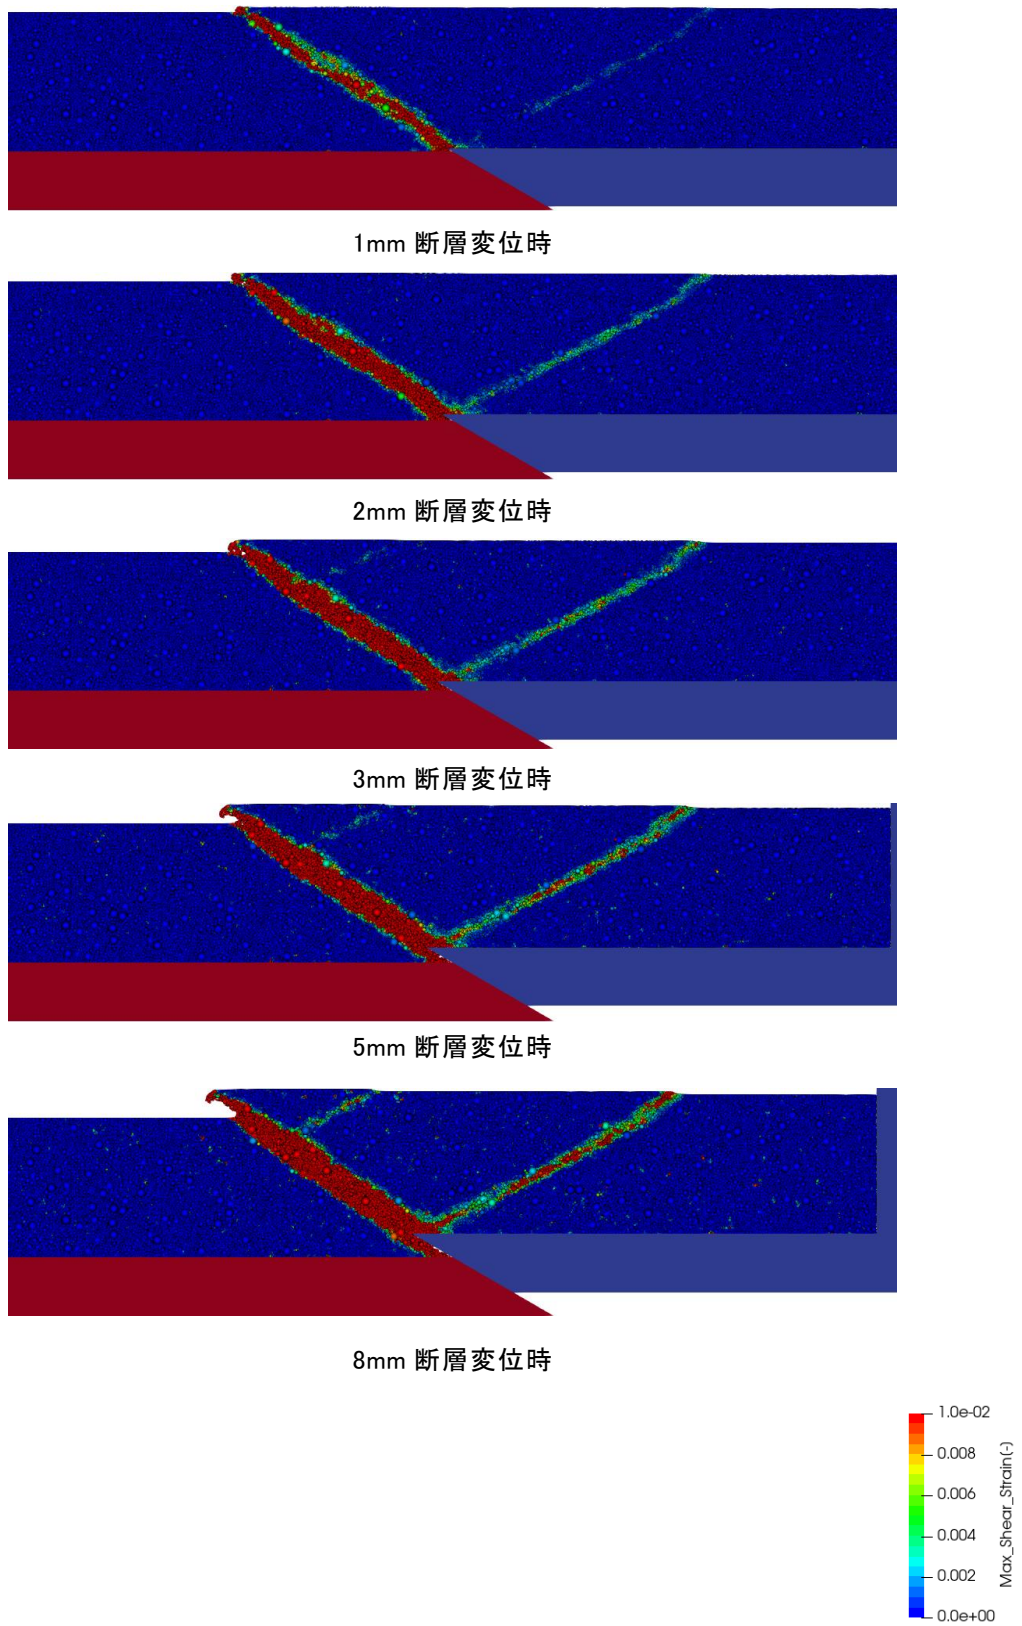 1mm 断層変位時
2mm 断層変位時
3mm 断層変位時
5mm 断層変位時
8mm 断層変位時
1.0e-02
0.008
0.006
0.004
0.002
0.0e+00
Max_Shear_Strain(-)